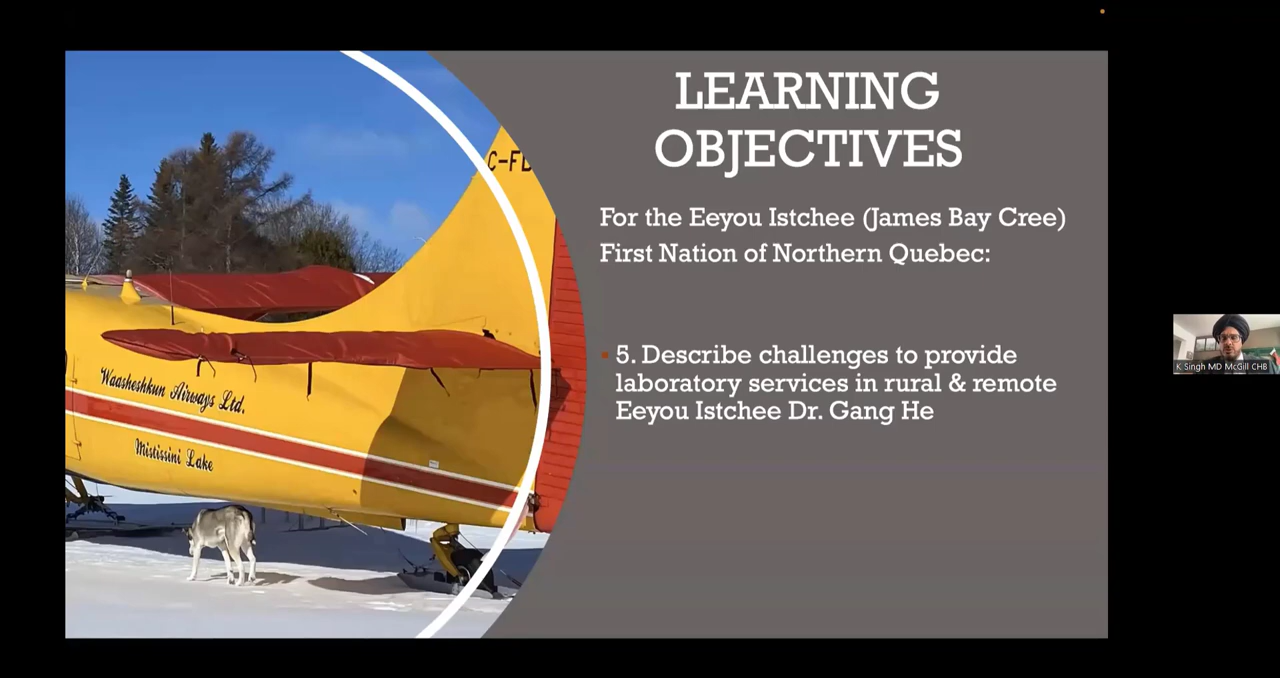 LEARNING
OBJECTIVES
For the Eeyou Istchee (James Bay Cree)
First Nation of Northern Quebec:
5. Describe challenges to provide
laboratory services in rural & remote
Eeyou Istchee Dr. Gang He
C-FD
Waasheshkun Airways Ltd.
Mistissini Lake
K Singh MD McGill CHB